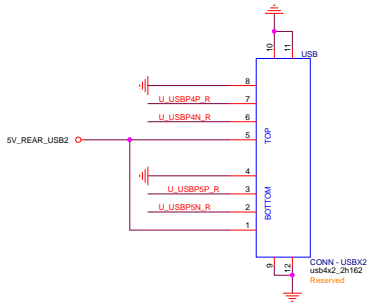 10
11
USB
8
U_USBP4P_R
7
U_USBP4N_R
6
5V_REAR_USB2
5
TOP
4
U_USBP5P_R
3
U_USBP5N_R
2
BOTTOM
1
9
12
CONN - USBX2
usb4x2_2h162
Reserved